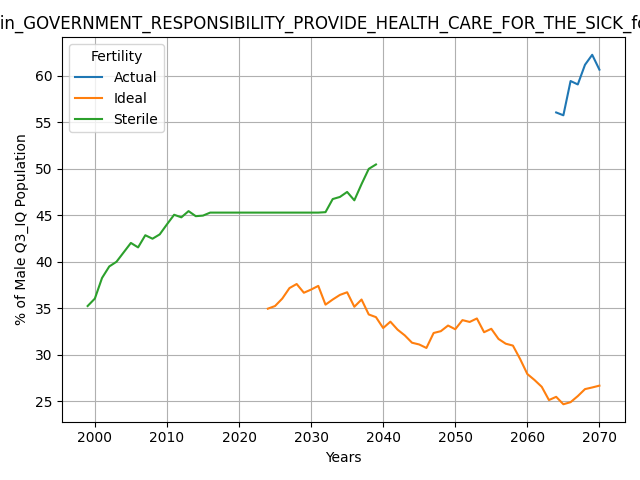 in_GOVERNMENT_RESPONSIBILITY_PROVIDE_HEALTH_CARE_FOR_THE_SICK_fo
Fertility
Actual
Ideal
Sterile
% of Male Q3_IQ Population
60
55
50
45
40
35
30
25
2000 2010 2020 2030 2040 2050 2060 2070
Years